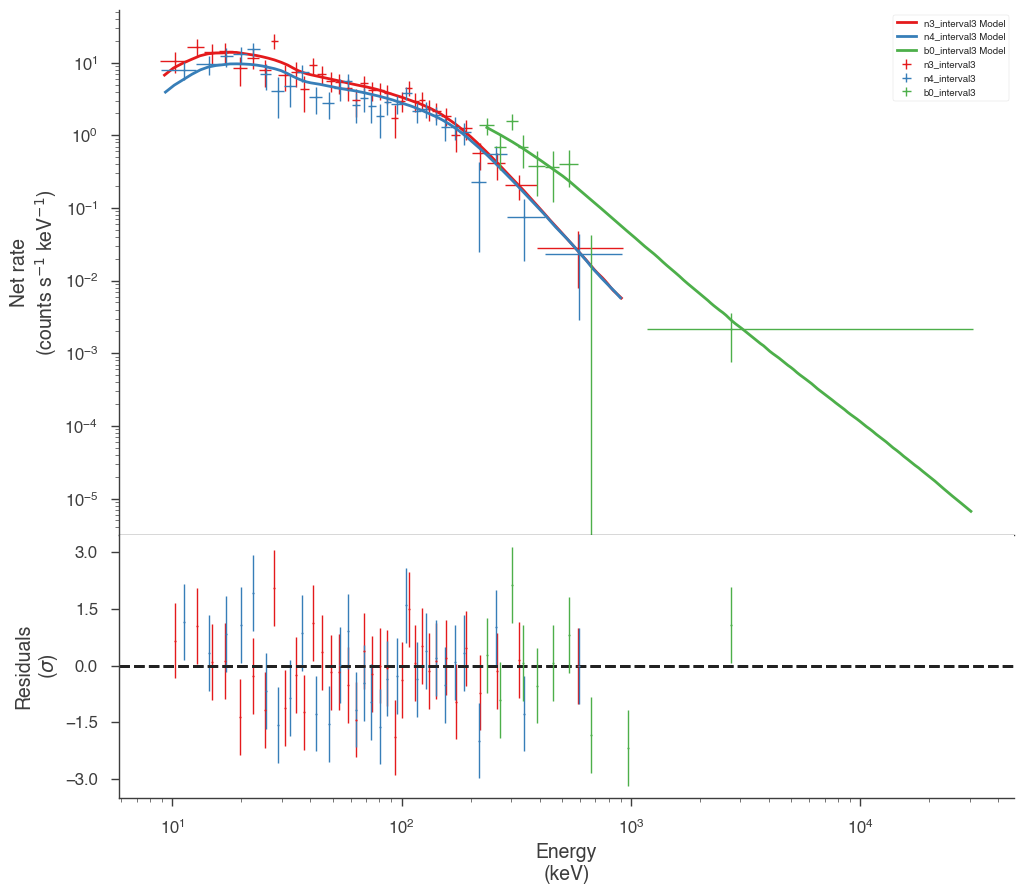 n3_interval3 Model
n4_interval3 Model
b0_interval3 Model
n3_interval3
n4_interval3
b0_interval3
Net rate
(counts s⁻¹ keV⁻¹)
10¹
10⁰
10⁻¹
10⁻²
10⁻³
10⁻⁴
10⁻⁵
Residuals
(σ)
3.0
1.5
0.0
−1.5
−3.0
10¹ 10² 10³ 10⁴
Energy
(keV)